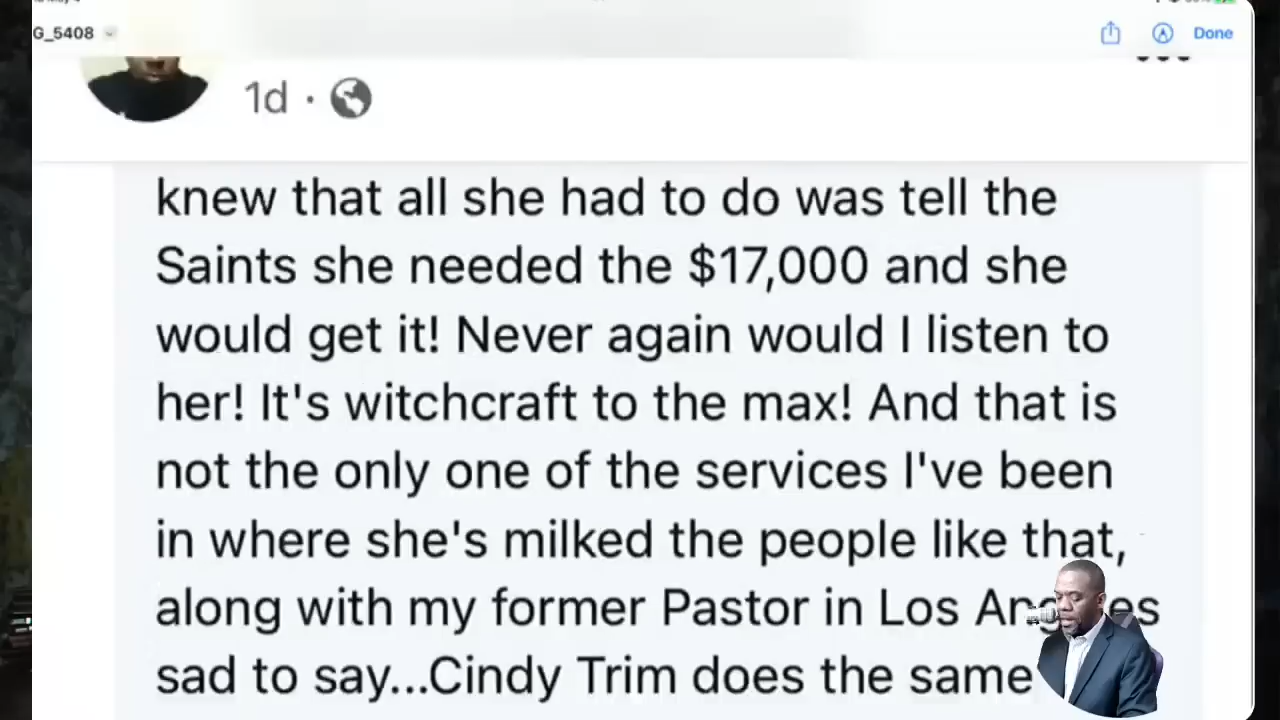 G_5408
Done
1d ·
knew that all she had to do was tell the
Saints she needed the $17,000 and she
would get it! Never again would I listen to
her! It's witchcraft to the max! And that is
not the only one of the services I've been
in where she's milked the people like that,
along with my former Pastor in Los Angeles
sad to say...Cindy Trim does the same